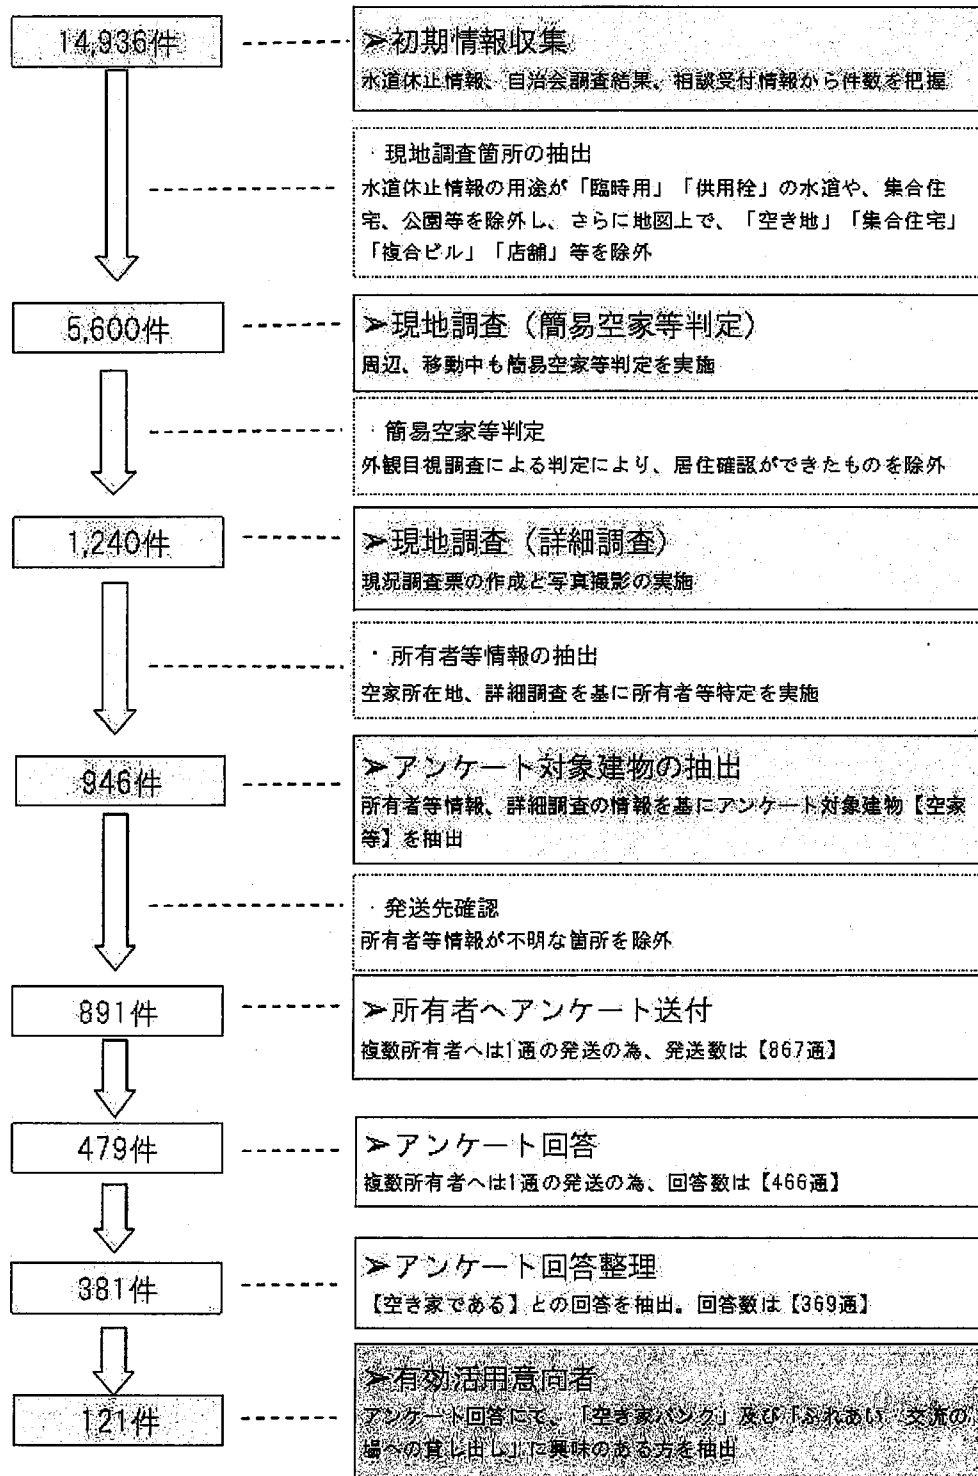 14,936件
➢初期情報収集
水道休止情報、自治会調査結果、相談受付情報から件数を把握
・現地調査箇所の抽出
水道休止情報の用途が「臨時用」「供用栓」の水道や、集合住
宅、公園等を除外し、さらに地図上で、「空き地」「集合住宅」
「複合ビル」「店舗」等を除外
5,600件
➢現地調査（簡易空家等判定）
周辺、移動中も簡易空家等判定を実施
・簡易空家等判定
外観目視調査による判定により、居住確認ができたものを除外
1,240件
➢現地調査（詳細調査）
現況調査票の作成と写真撮影の実施
・所有者等情報の抽出
空家所在地、詳細調査を基に所有者等特定を実施
946件
➢アンケート対象建物の抽出
所有者等情報、詳細調査の情報を基にアンケート対象建物【空家
等】を抽出
・発送先確認
所有者等情報が不明な箇所を除外
891件
➢所有者へアンケート送付
複数所有者へは1通の発送の為、発送数は【867通】
479件
➢アンケート回答
複数所有者へは1通の発送の為、回答数は【466通】
381件
➢アンケート回答整理
【空き家である】との回答を抽出。回答数は【369通】
121件
➢有効活用意向者
アンケート回答にて、「空き家バンク」及び「ふれあい・交流の
場への貸し出し」に興味のある方を抽出